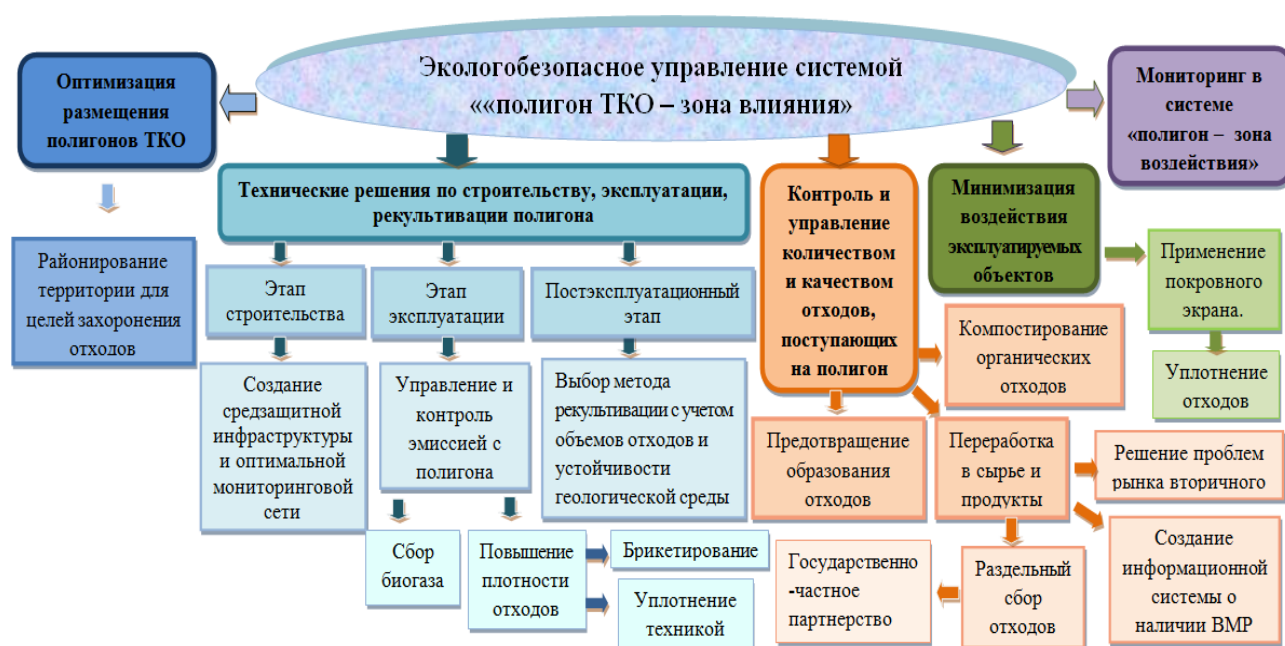 Экологобезопасное управление системой
««полигон ТКО – зона влияния»
Оптимизация
размещения
полигонов ТКО
Мониторинг в
системе
«полигон – зона
воздействия»
Технические решения по строительству, эксплуатации,
рекультивации полигона
Контроль и
управление
количеством
и качеством
отходов,
поступающих
на полигон
Минимизация
воздействия
эксплуатируемых
объектов
Районирование
территории для
целей захоронения
отходов
Этап
строительства
Этап
эксплуатации
Постэксплуатационный
этап
Применение
покровного
экрана.
Компостирование
органических
отходов
Уплотнение
отходов
Создание
средзащитной
инфраструктуры
и оптимальной
мониторинговой
сети
Управление и
контроль
эмиссией с
полигона
Выбор метода
рекультивации с учетом
объемов отходов и
устойчивости
геологической среды
Предотвращение
образования
отходов
Переработка
в сырье и
продукты
Решение проблем
рынка вторичного
Сбор
биогаза
Повышение
плотности
отходов
Брикетирование
Уплотнение
техникой
Государственно
-частное
партнерство
Раздельный
сбор
отходов
Создание
информационной
системы о
наличии ВМР